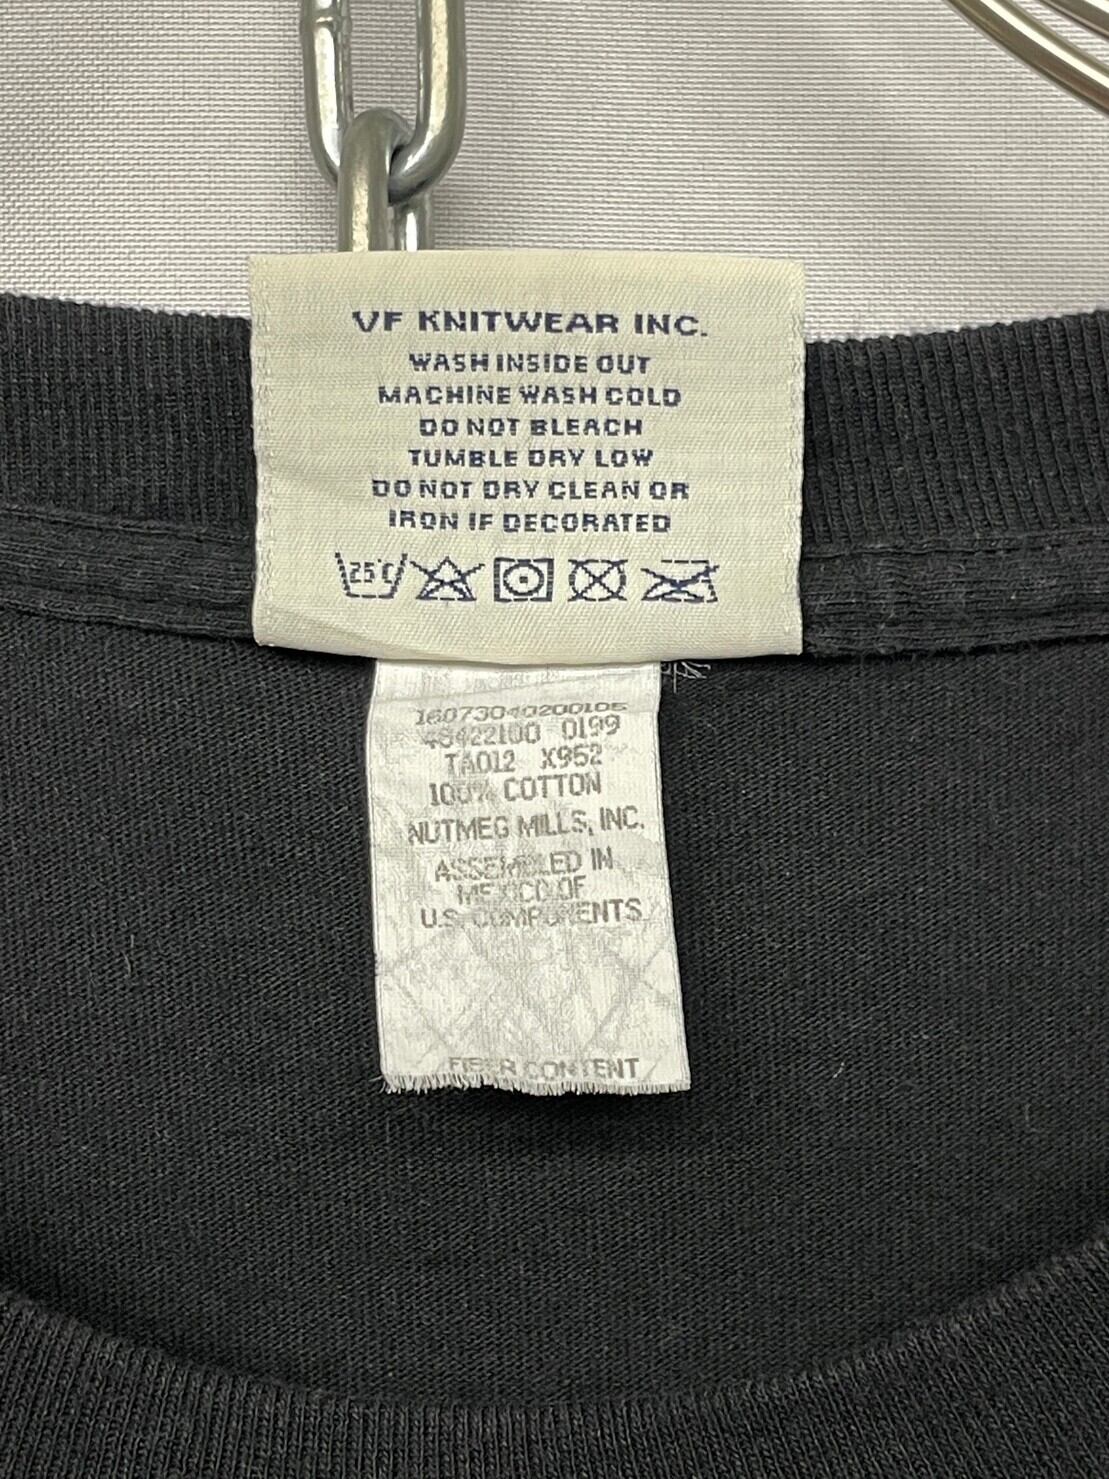 VF KNITWEAR INC.
WASH INSIDE OUT
MACHINE WASH COLD
DO NOT BLEACH
TUMBLE DRY LOW
DO NOT DRY CLEAN OR
IRON IF DECORATED
25°C
16073040200105
48422100 0199
TA012 X952
100% COTTON
NUTMEG MILLS, INC.
ASSEMBLED IN
MEXICO OF
U.S. COMPONENTS
FIBER CONTENT